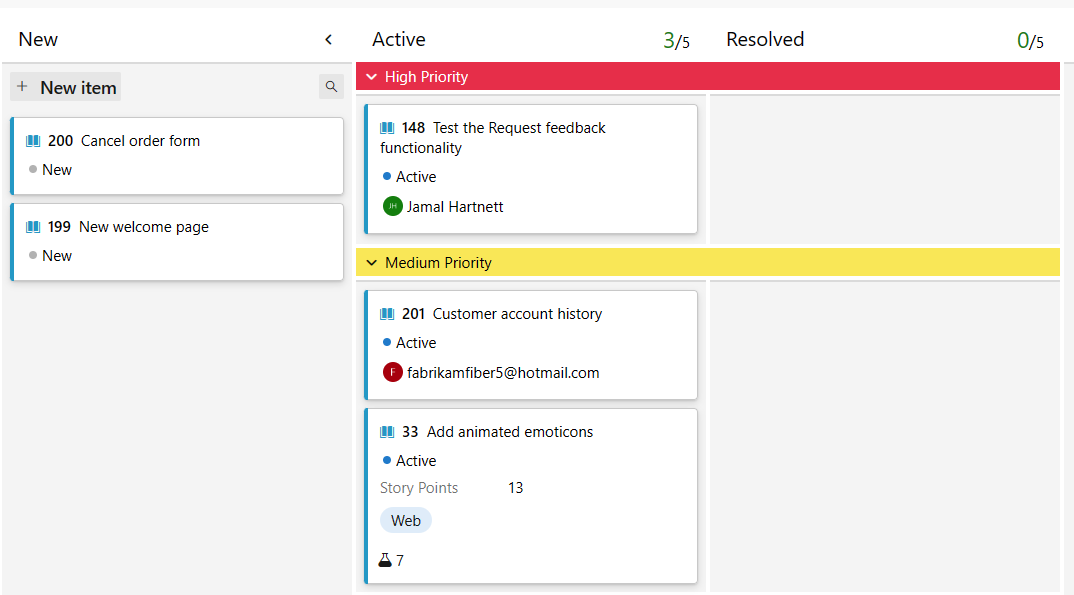 New
Active
3/5
Resolved
0/5
+ New item
High Priority
200 Cancel order form
New
199 New welcome page
New
148 Test the Request feedback
functionality
Active
JH Jamal Hartnett
Medium Priority
201 Customer account history
Active
F fabrikamfiber5@hotmail.com
33 Add animated emoticons
Active
Story Points 13
Web
7